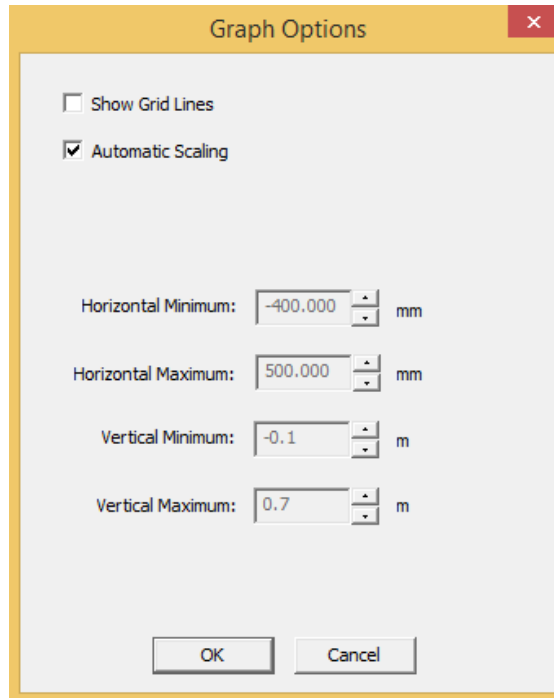 Graph Options
Show Grid Lines
Automatic Scaling
Horizontal Minimum: -400.000 mm
Horizontal Maximum: 500.000 mm
Vertical Minimum: -0.1 m
Vertical Maximum: 0.7 m
OK Cancel